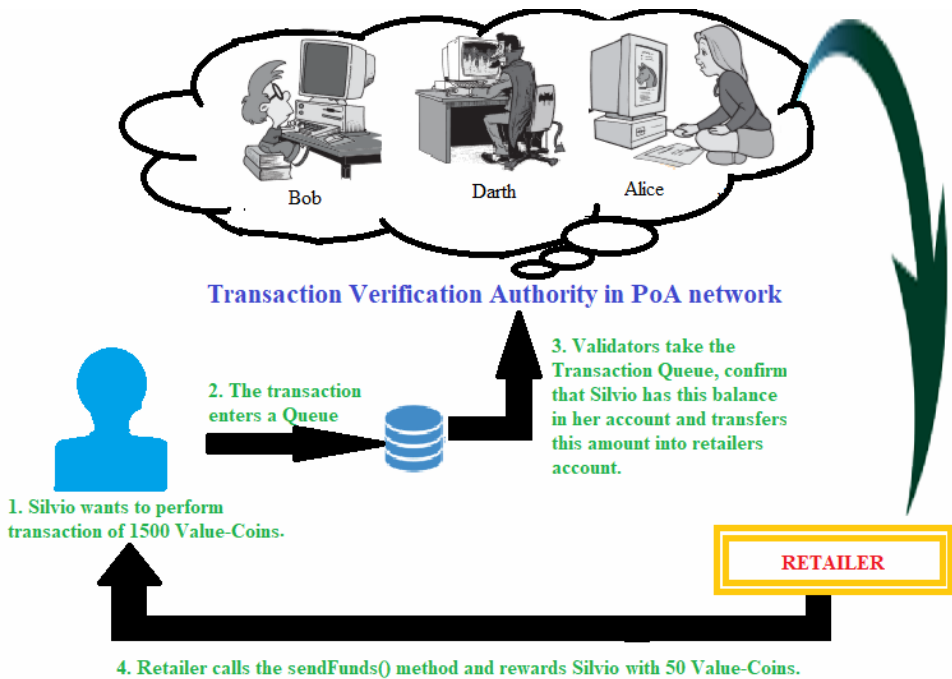 Bob
Darth
Alice
Transaction Verification Authority in PoA network
3. Validators take the
Transaction Queue, confirm
that Silvio has this balance
in her account and transfers
this amount into retailers
account.
2. The transaction
enters a Queue
1. Silvio wants to perform
transaction of 1500 Value-Coins.
RETAILER
4. Retailer calls the sendFunds() method and rewards Silvio with 50 Value-Coins.